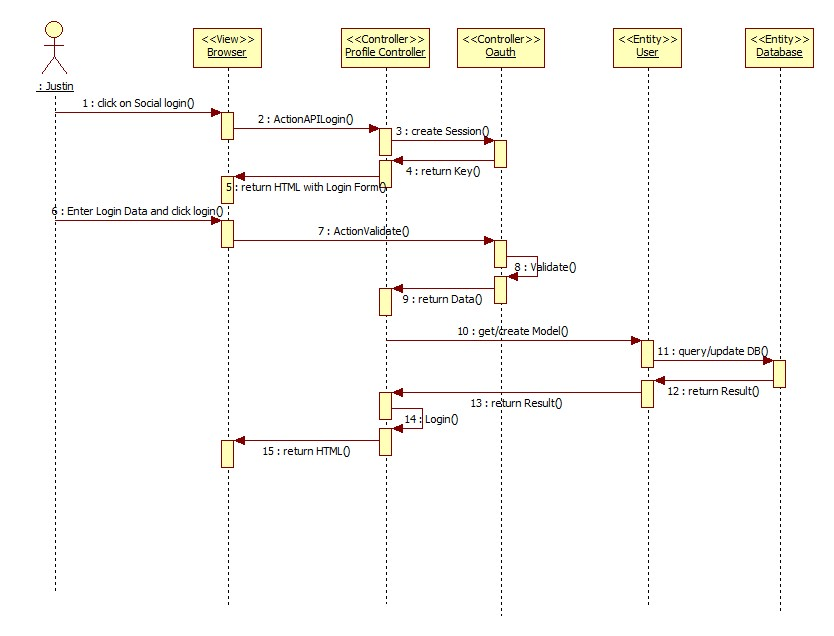 <<View>>
Browser
<<Controller>>
Profile Controller
<<Controller>>
Oauth
<<Entity>>
User
<<Entity>>
Database
: Justin
1 : click on Social login()
2 : ActionAPILogin()
3 : create Session()
4 : return Key()
5 : return HTML with Login Form()
6 : Enter Login Data and click login()
7 : ActionValidate()
8 : Validate()
9 : return Data()
10 : get/create Model()
11 : query/update DB()
12 : return Result()
13 : return Result()
14 : Login()
15 : return HTML()